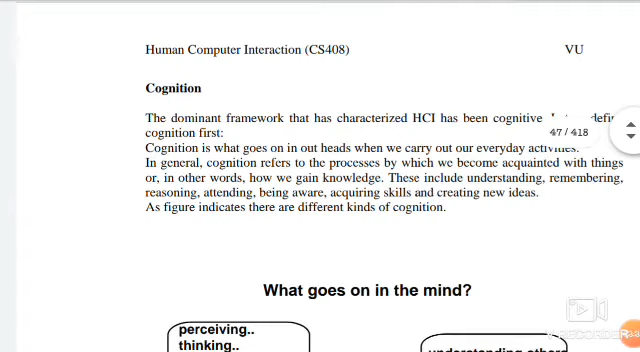 Human Computer Interaction (CS408) VU
Cognition
The dominant framework that has characterized HCI has been cognitive.
47 / 418
cognition first:
Cognition is what goes on in out heads when we carry out our everyday activities.
In general, cognition refers to the processes by which we become acquainted with things
or, in other words, how we gain knowledge. These include understanding, remembering,
reasoning, attending, being aware, acquiring skills and creating new ideas.
As figure indicates there are different kinds of cognition.
What goes on in the mind?
perceiving..
thinking..
understanding others
V RECORDER